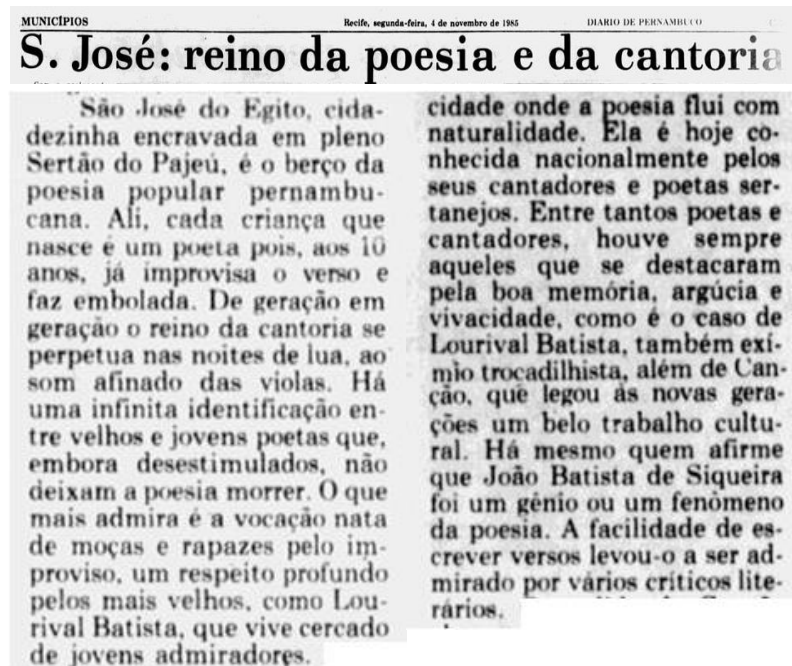 MUNICÍPIOS
Recife, segunda-feira, 4 de novembro de 1985
DIARIO DE PERNAMBUCO
S. José: reino da poesia e da cantoria
São José do Egito, cida-
dezinha encravada em pleno
Sertão do Pajeú, é o berço da
poesia popular pernambu-
cana. Ali, cada criança que
nasce é um poeta pois, aos 10
anos, já improvisa o verso e
faz embolada. De geração em
geração o reino da cantoria se
perpetua nas noites de lua, ao
som afinado das violas. Há
uma infinita identificação en-
tre velhos e jovens poetas que,
embora desestimulados, não
deixam a poesia morrer. O que
mais admira é a vocação nata
de moças e rapazes pelo im-
proviso, um respeito profundo
pelos mais velhos, como Lou-
rival Batista, que vive cercado
de jovens admiradores.
cidade onde a poesia flui com
naturalidade. Ela é hoje co-
nhecida nacionalmente pelos
seus cantadores e poetas ser-
tanejos. Entre tantos poetas e
cantadores, houve sempre
aqueles que se destacaram
pela boa memória, argúcia e
vivacidade, como é o caso de
Lourival Batista, também exí-
mio trocadilhista, além de Can-
ção, que legou às novas gera-
ções um belo trabalho cultu-
ral. Há mesmo quem afirme
que João Batista de Siqueira
foi um gênio ou um fenômeno
da poesia. A facilidade de es-
crever versos levou-o a ser ad-
mirado por vários críticos lite-
rários.